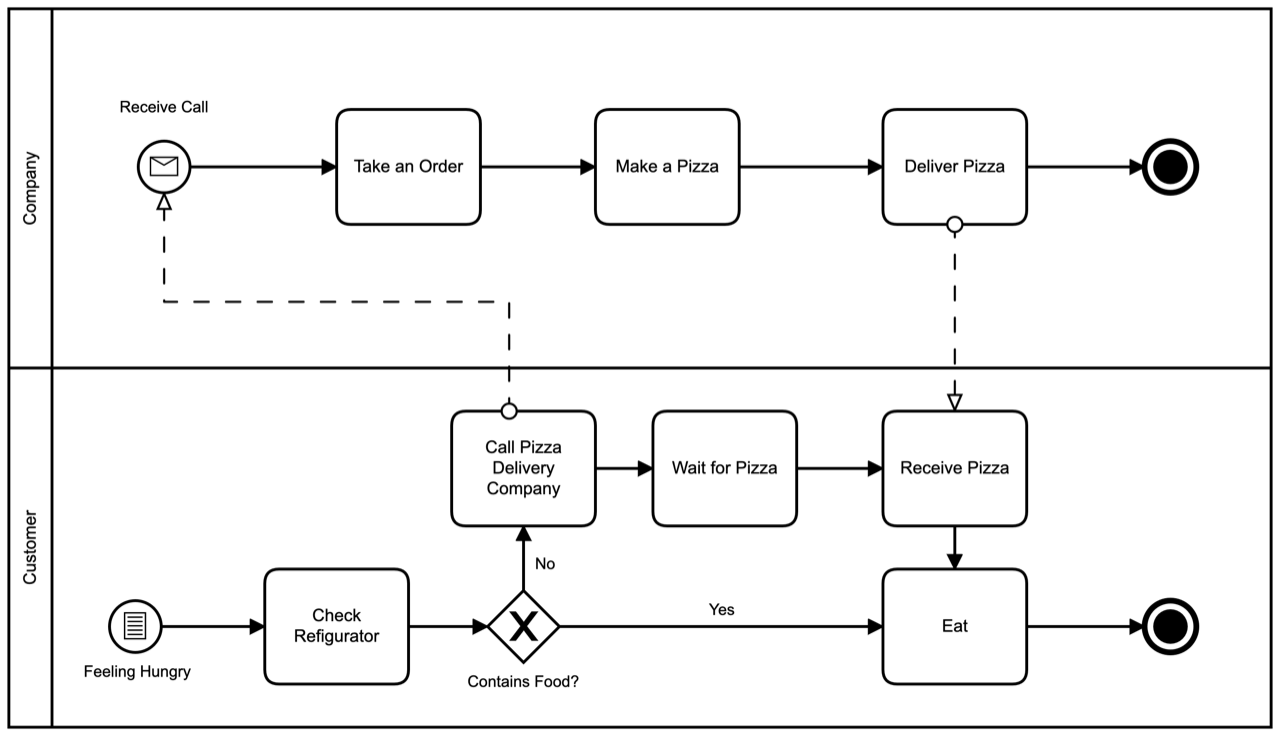 Company
Receive Call
Take an Order
Make a Pizza
Deliver Pizza
Customer
Call Pizza
Delivery
Company
Wait for Pizza
Receive Pizza
No
Feeling Hungry
Check
Refigurator
X
Contains Food?
Yes
Eat